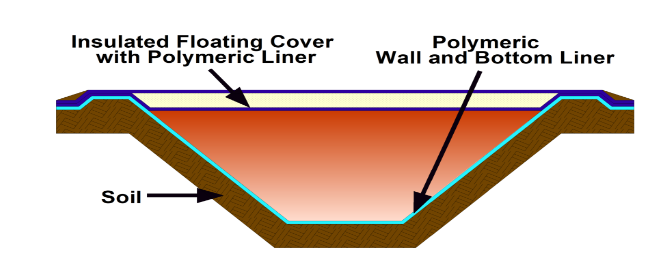 Insulated Floating Cover
with Polymeric Liner
Polymeric
Wall and Bottom Liner
Soil